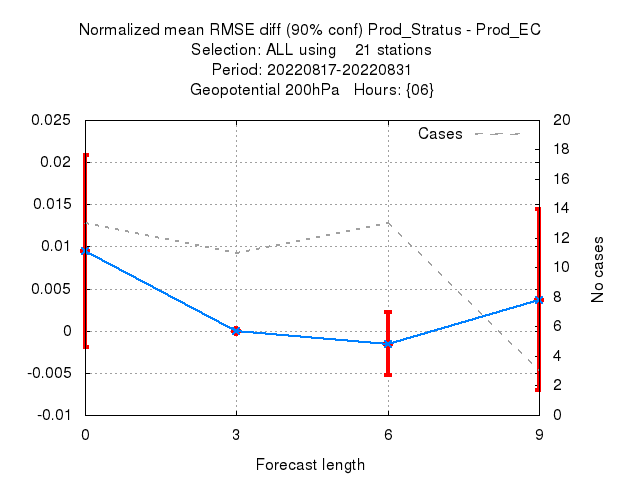 Normalized mean RMSE diff (90% conf) Prod_Stratus - Prod_EC
Selection: ALL using 21 stations
Period: 20220817-20220831
Geopotential 200hPa Hours: {06}
Cases
0.025
0.02
0.015
0.01
0.005
0
-0.005
-0.01
20
18
16
14
12
10
8
6
4
2
0
No cases
0 3 6 9
Forecast length